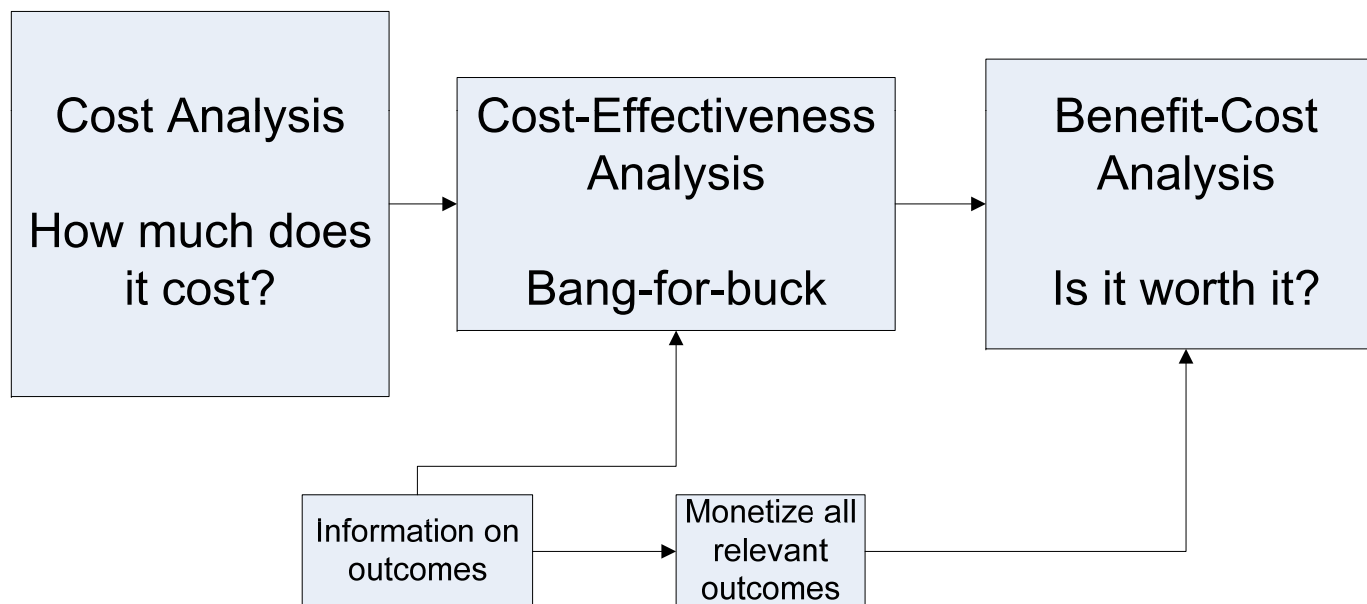 Cost Analysis
How much does
it cost?
Cost-Effectiveness
Analysis
Bang-for-buck
Benefit-Cost
Analysis
Is it worth it?
Information on
outcomes
Monetize all
relevant
outcomes